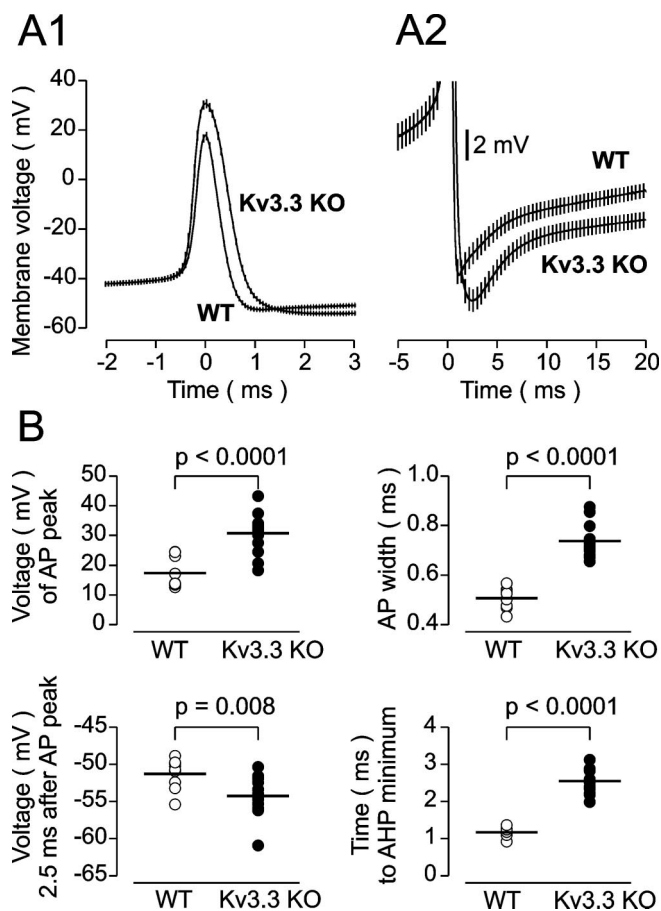 A1
A2
Membrane voltage ( mV )
40
20
0
-20
-40
-60
Kv3.3 KO
WT
-2 -1 0 1 2 3
Time ( ms )
2 mV
WT
Kv3.3 KO
-5 0 5 10 15 20
Time ( ms )
B
Voltage ( mV )
of AP peak
50
40
30
20
10
0
p < 0.0001
WT Kv3.3 KO
AP width ( ms )
1.0
0.8
0.6
0.4
p < 0.0001
WT Kv3.3 KO
Voltage ( mV )
2.5 ms after AP peak
-45
-50
-55
-60
-65
p = 0.008
WT Kv3.3 KO
Time ( ms )
to AHP minimum
4
3
2
1
0
p < 0.0001
WT Kv3.3 KO